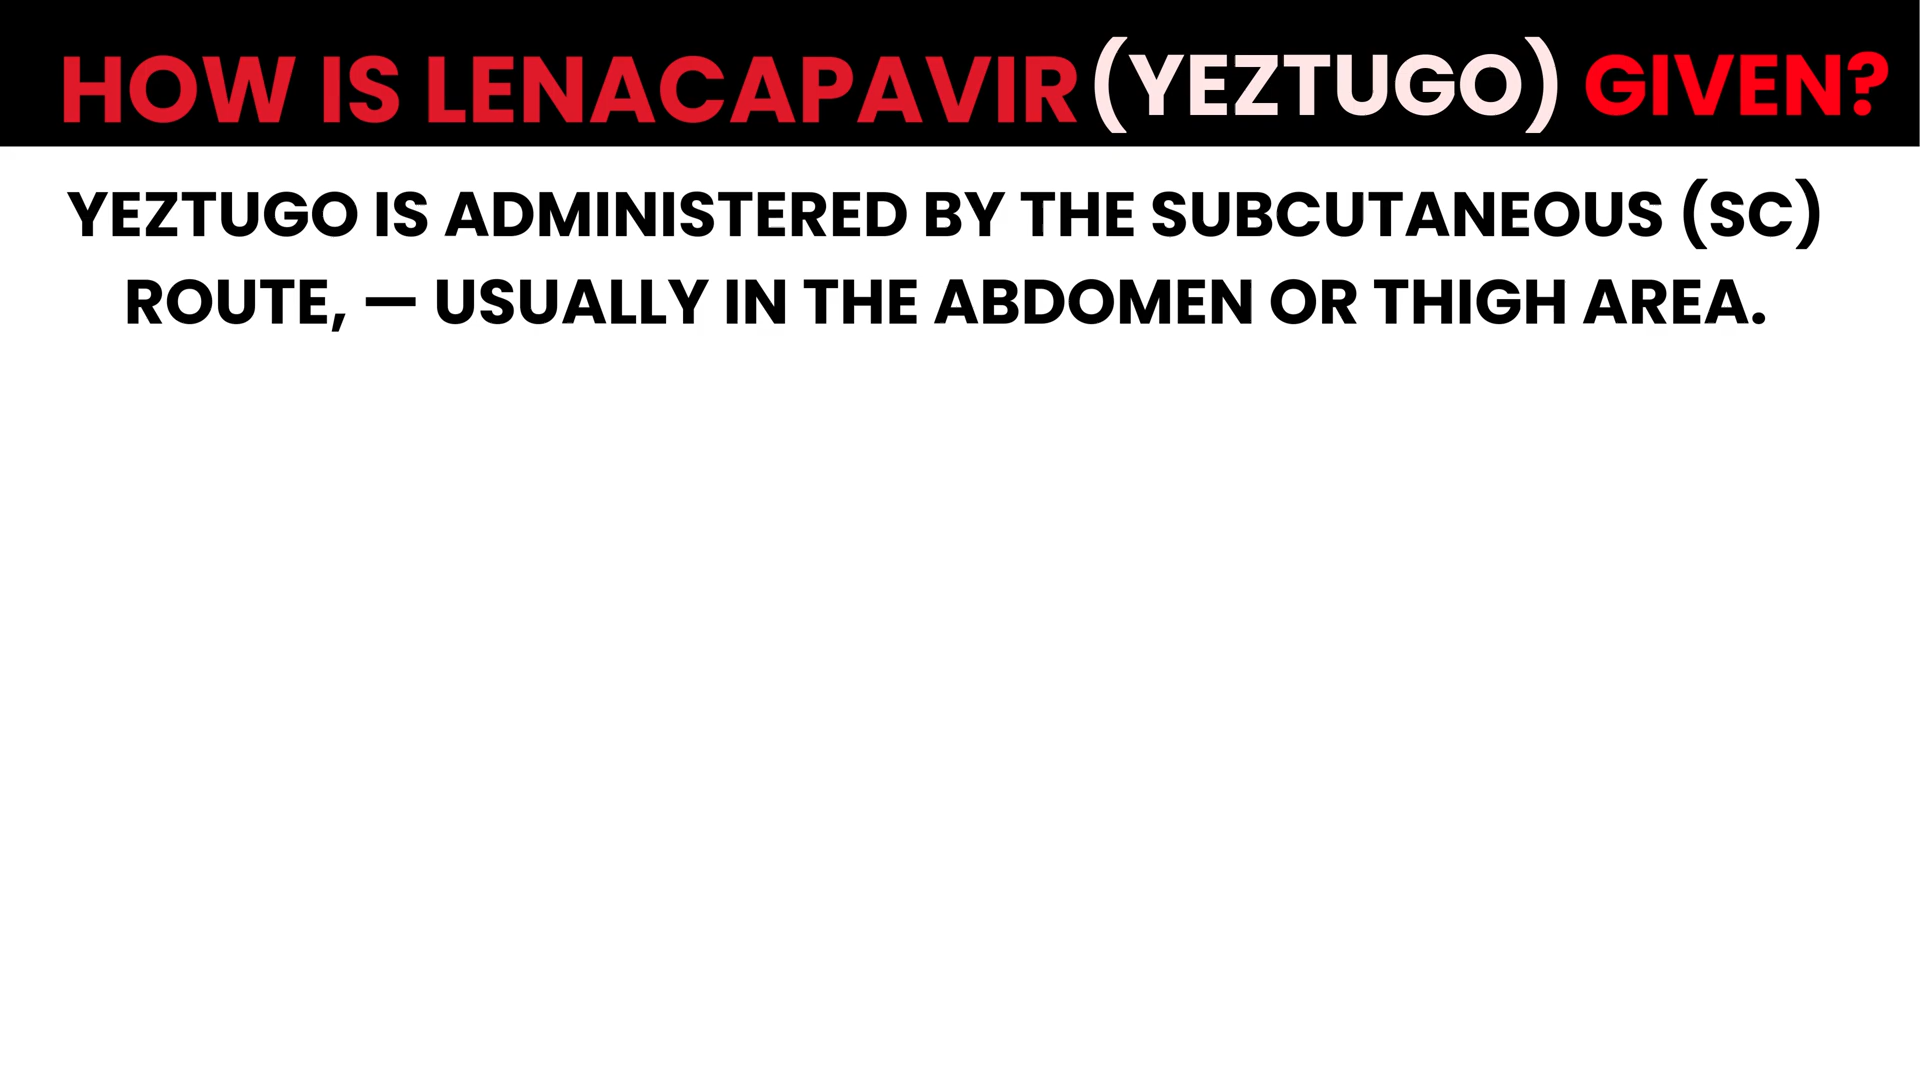 HOW IS LENACAPAVIR (YEZTUGO) GIVEN?
YEZTUGO IS ADMINISTERED BY THE SUBCUTANEOUS (SC)
ROUTE, — USUALLY IN THE ABDOMEN OR THIGH AREA.